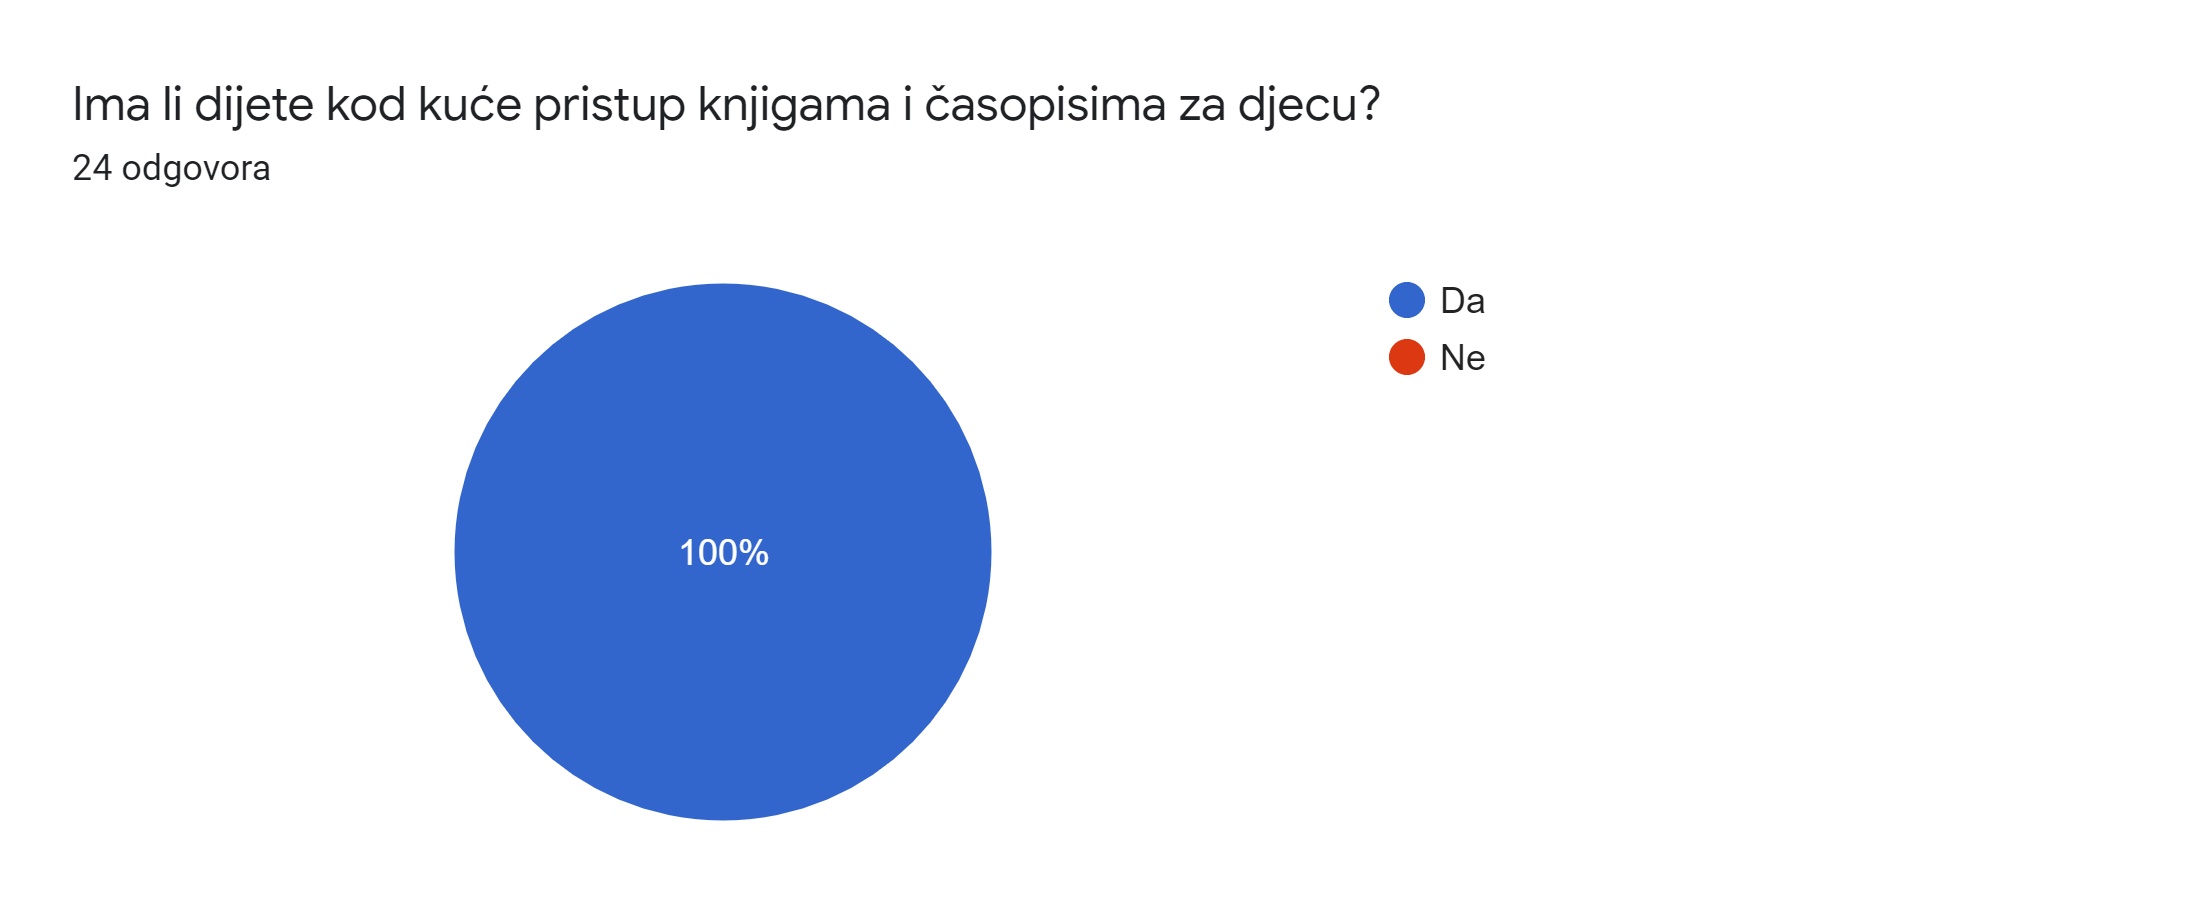 Ima li dijete kod kuće pristup knjigama i časopisima za djecu?
24 odgovora
Da
Ne
100%